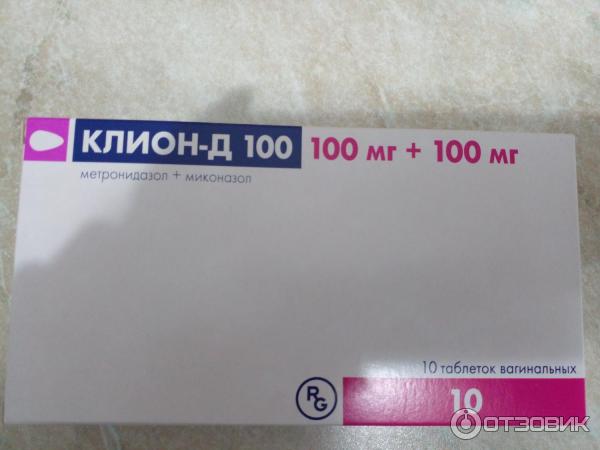 КЛИОН-Д 100 100 мг + 100 мг
метронидазол + миконазол
10 таблеток вагинальных
10
RG
ОТЗОВИК